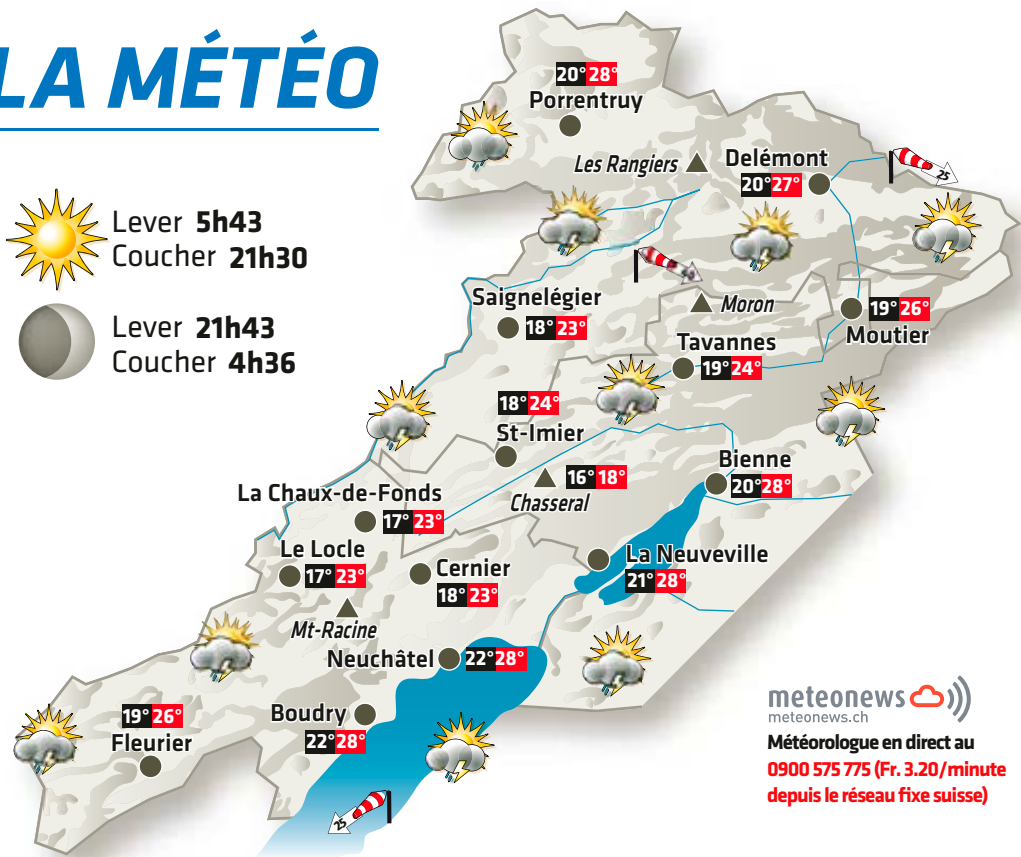 LA MÉTÉO
Lever 5h43
Coucher 21h30
Lever 21h43
Coucher 4h36
20° 28°
Porrentruy
Les Rangiers
Delémont
20° 27°
25
Saignelégier
18° 23°
Moron
19° 26°
Moutier
Tavannes
19° 24°
18° 24°
St-Imier
16° 18°
Chasseral
Bienne
20° 28°
La Chaux-de-Fonds
17° 23°
Le Locle
17° 23°
Cernier
18° 23°
La Neuveville
21° 28°
Mt-Racine
Neuchâtel
22° 28°
Boudry
22° 28°
19° 26°
Fleurier
25
meteonews
meteonews.ch
Météorologue en direct au
0900 575 775 (Fr. 3.20/minute
depuis le réseau fixe suisse)